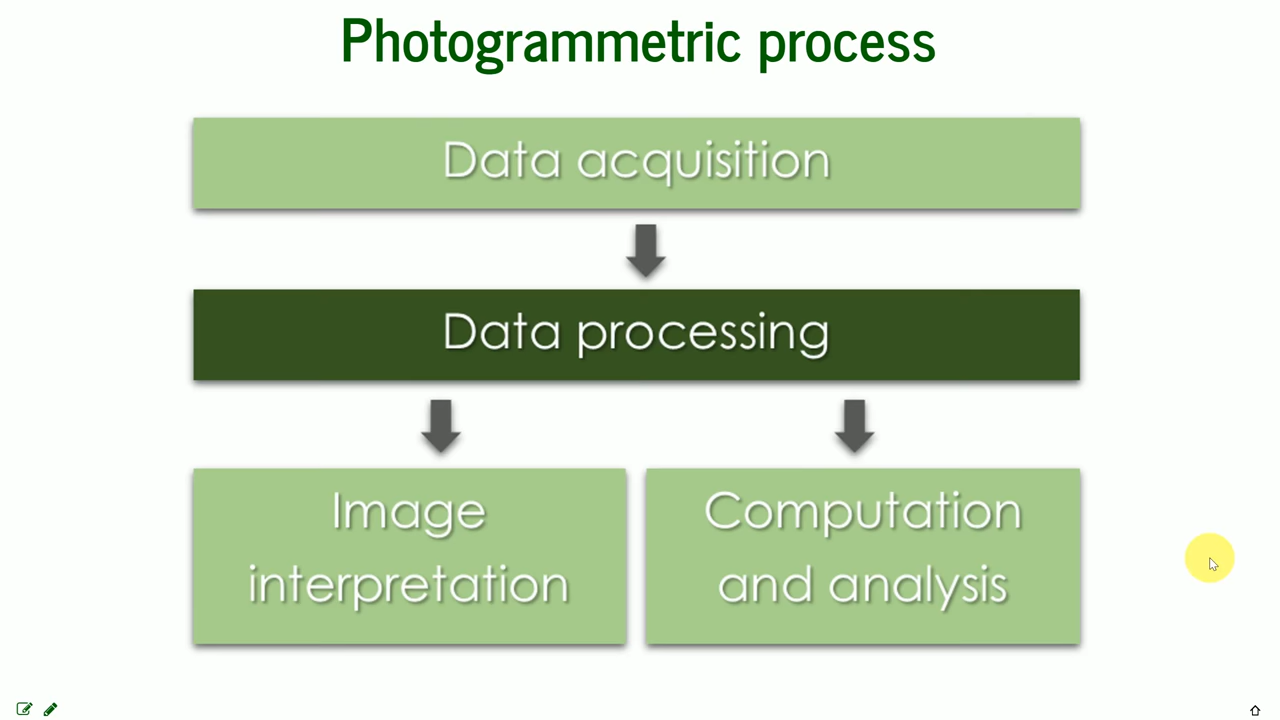 Photogrammetric process
Data acquisition
Data processing
Image
interpretation
Computation
and analysis